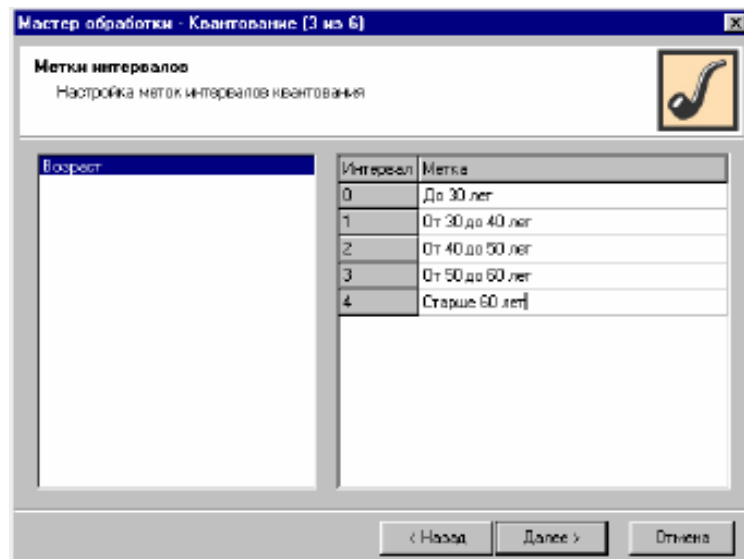 Мастер обработки - Квантование (3 из 6)
Метки интервалов
Настройка меток интервалов квантования
Возраст
Интервал Метка
0 До 30 лет
1 От 30 до 40 лет
2 От 40 до 50 лет
3 От 50 до 60 лет
4 Старше 60 лет
< Назад Далее > Отмена